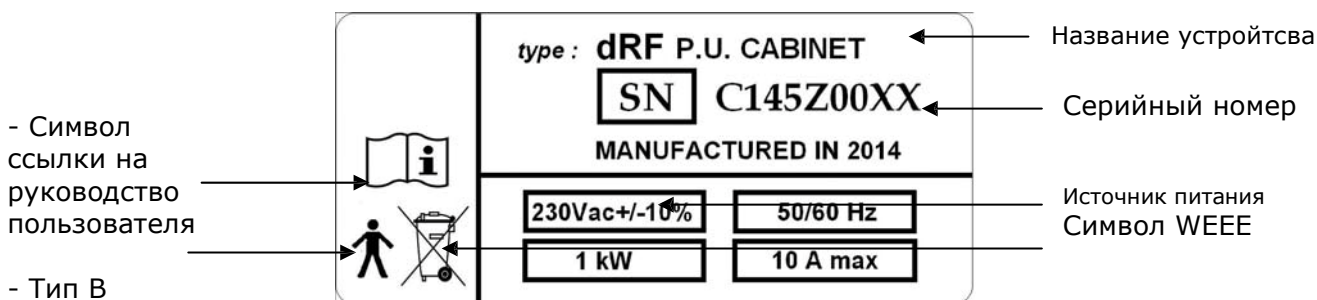 - Символ
ссылки на
руководство
пользователя
- Тип В
type : dRF P.U. CABINET
SN C145Z00XX
MANUFACTURED IN 2014
230Vac+/-10% 50/60 Hz
1 kW 10 A max
Название устройтсва
Серийный номер
Источник питания
Символ WEEE